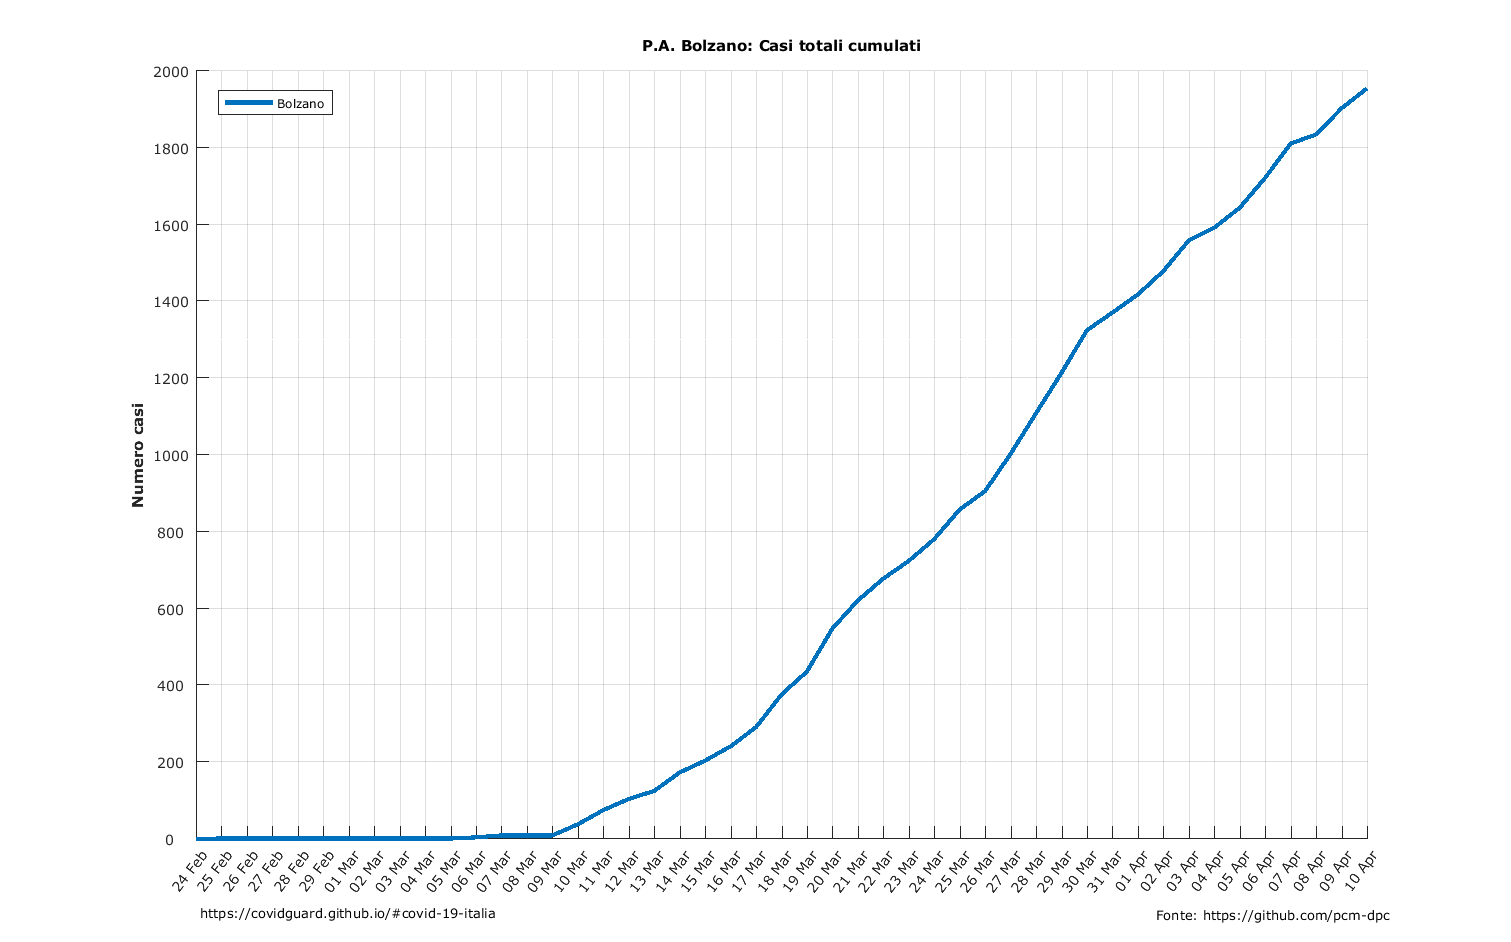 P.A. Bolzano: Casi totali cumulati
Bolzano
Numero casi
2000
1800
1600
1400
1200
1000
800
600
400
200
0
24 Feb
25 Feb
26 Feb
27 Feb
28 Feb
29 Feb
01 Mar
02 Mar
03 Mar
04 Mar
05 Mar
06 Mar
07 Mar
08 Mar
09 Mar
10 Mar
11 Mar
12 Mar
13 Mar
14 Mar
15 Mar
16 Mar
17 Mar
18 Mar
19 Mar
20 Mar
21 Mar
22 Mar
23 Mar
24 Mar
25 Mar
26 Mar
27 Mar
28 Mar
29 Mar
30 Mar
31 Mar
01 Apr
02 Apr
03 Apr
04 Apr
05 Apr
06 Apr
07 Apr
08 Apr
09 Apr
10 Apr
https://covidguard.github.io/#covid-19-italia
Fonte: https://github.com/pcm-dpc